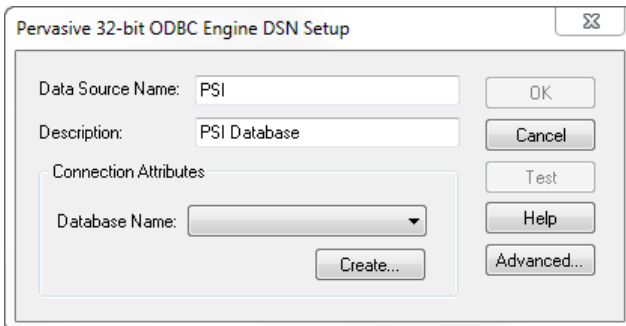 Pervasive 32-bit ODBC Engine DSN Setup
Data Source Name: PSI
OK
Description: PSI Database
Cancel
Connection Attributes
Test
Database Name:
Help
Create...
Advanced...